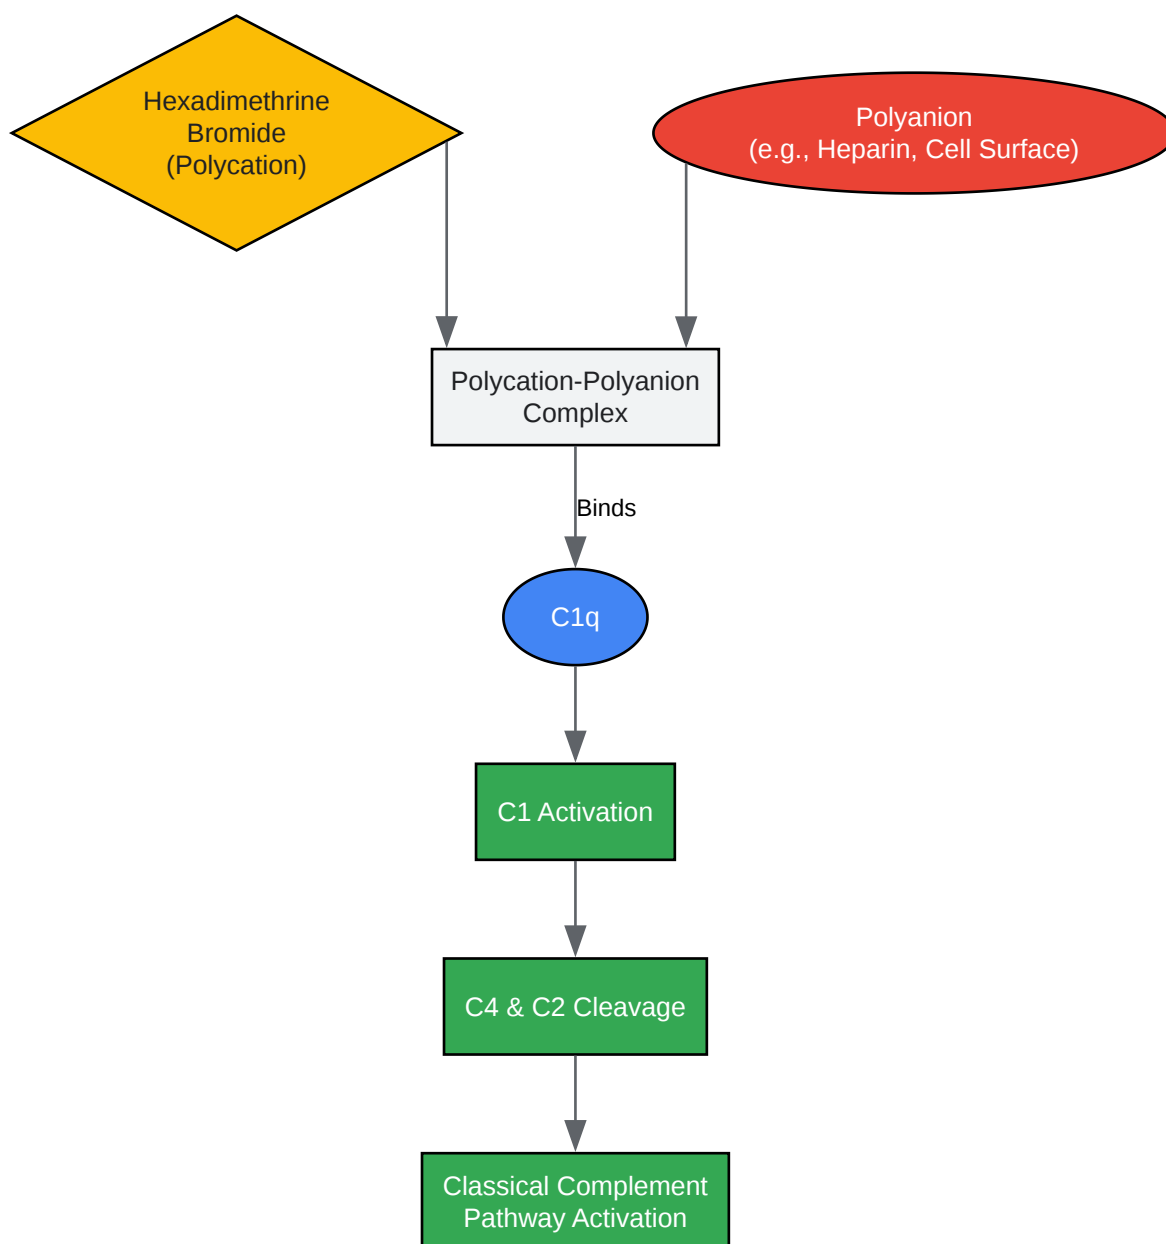 Hexadimethrine
Bromide
(Polycation)
Polyanion
(e.g., Heparin, Cell Surface)
Polycation-Polyanion
Complex
Binds
C1q
C1 Activation
C4 & C2 Cleavage
Classical Complement
Pathway Activation